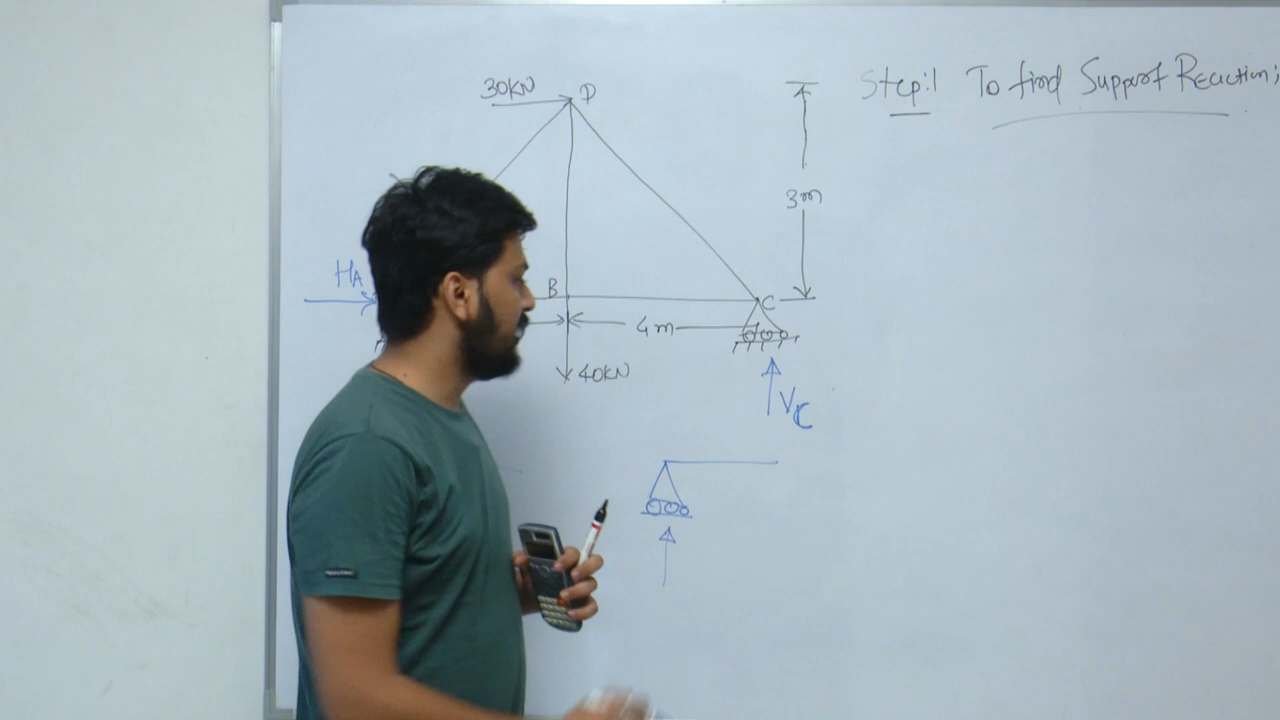 Step:1 To find Support Reaction;
30KN
D
3m
HA
B
C
4m
40KN
VC